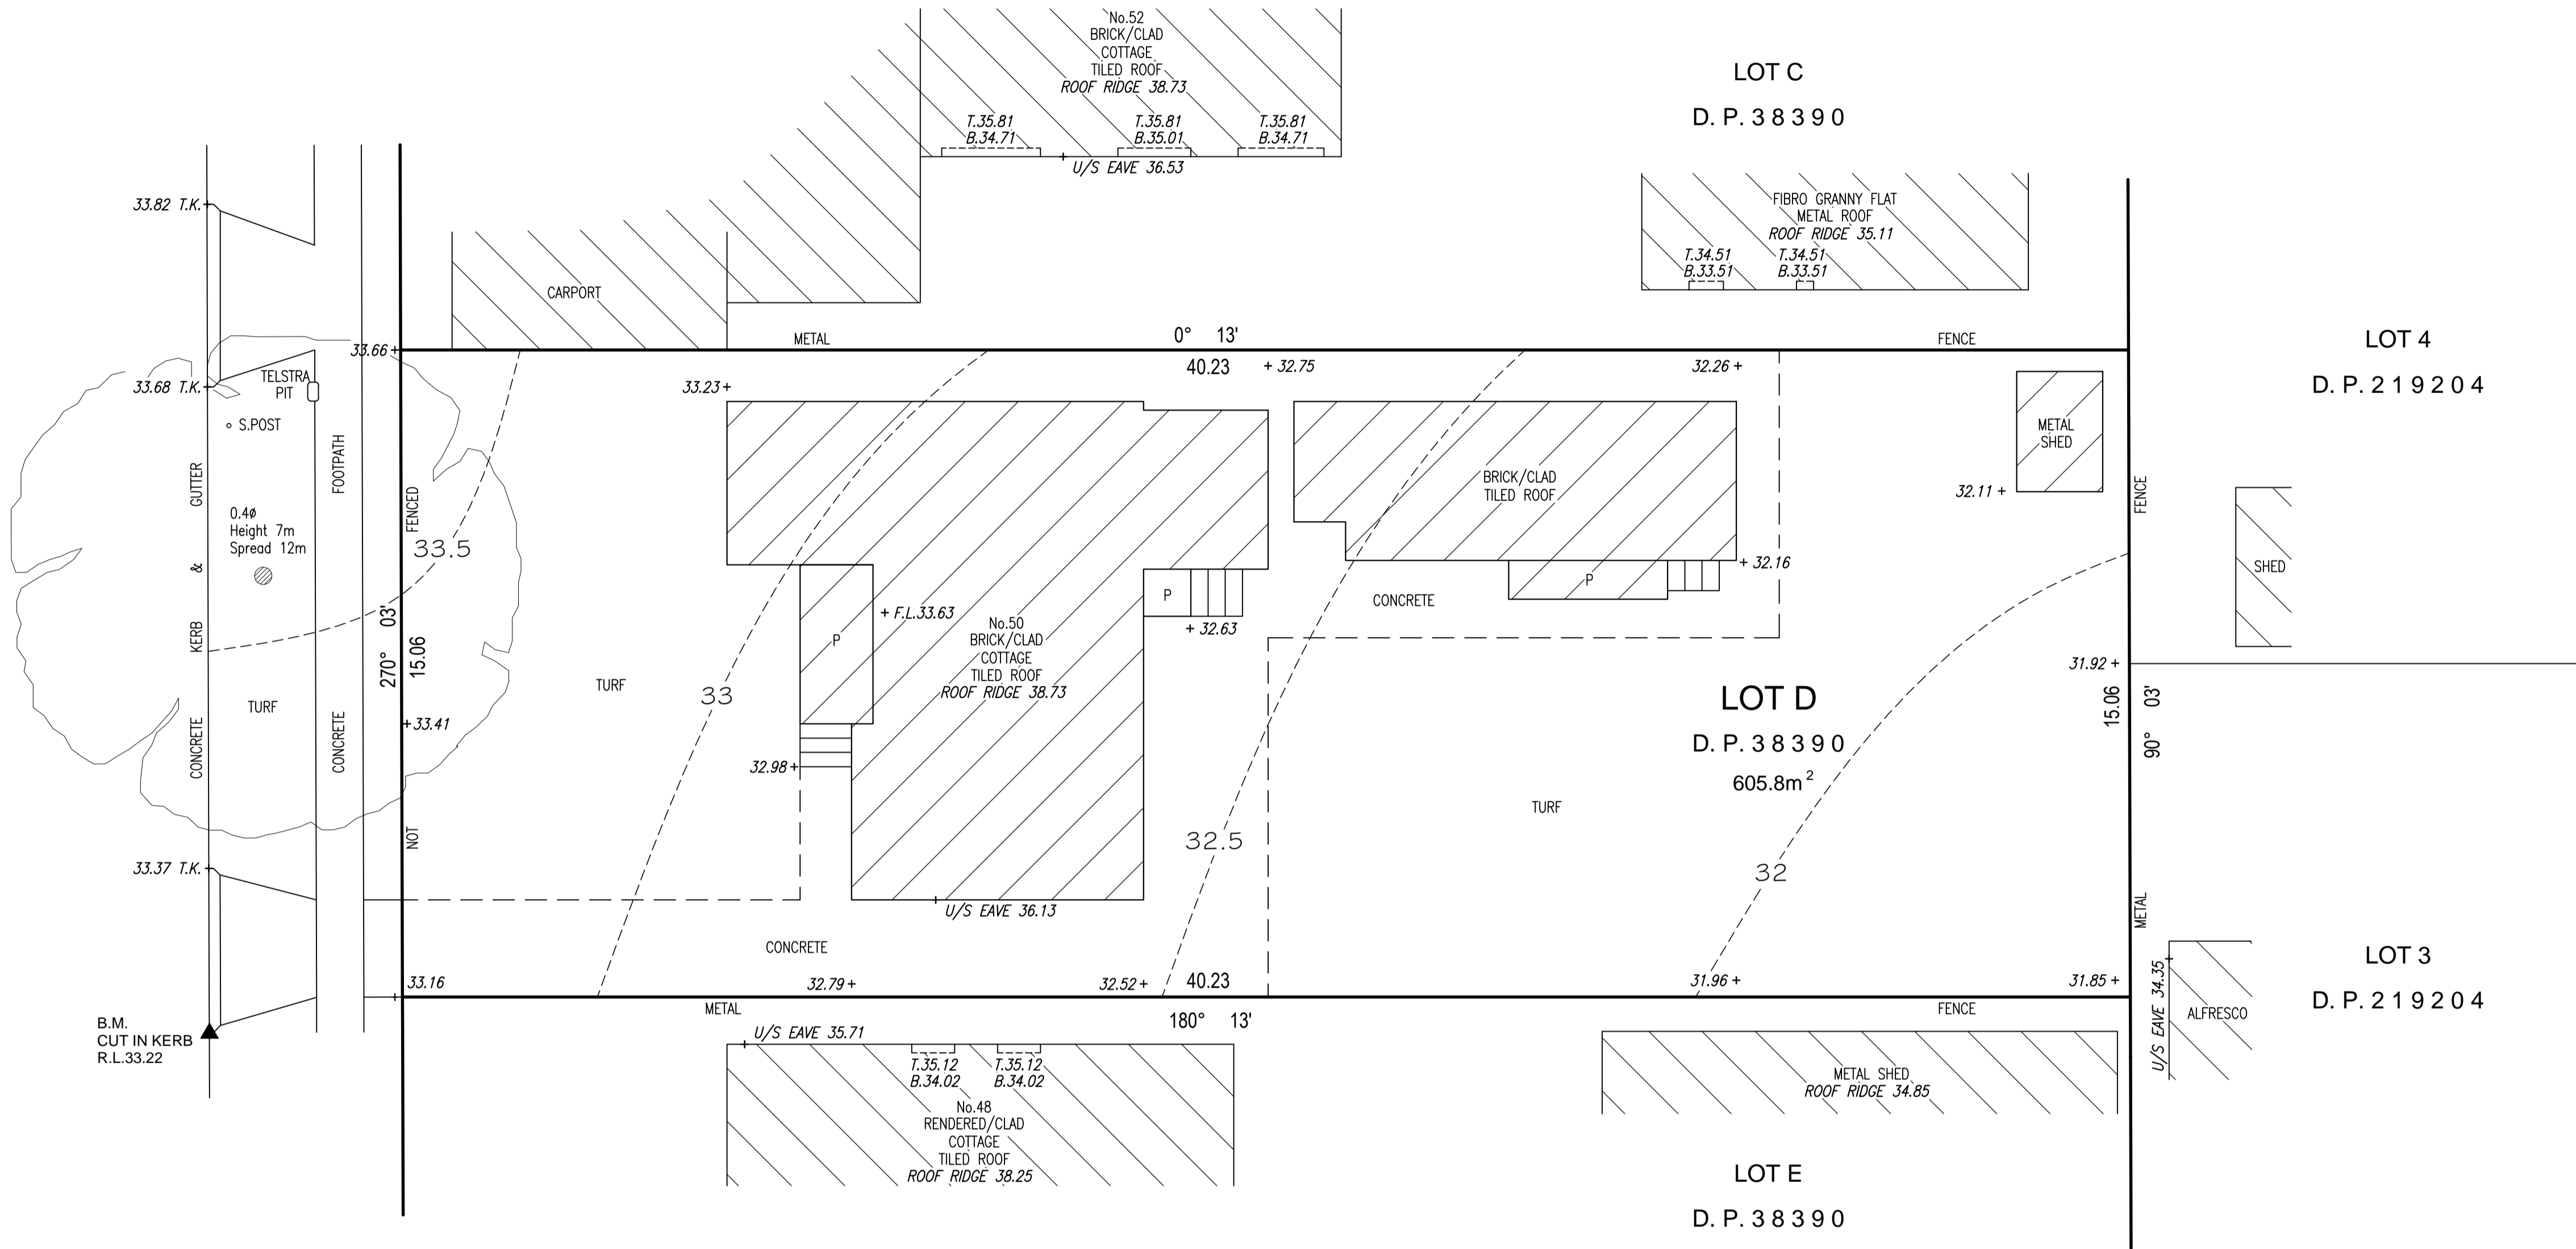 No.52
BRICK/CLAD
COTTAGE
TILED ROOF
ROOF RIDGE 38.73
T.35.81
B.34.71
T.35.81
B.35.01
T.35.81
B.34.71
U/S EAVE 36.53
LOT C
D. P. 3 8 3 9 0
FIBRO GRANNY FLAT
METAL ROOF
ROOF RIDGE 35.11
T.34.51
B.33.51
T.34.51
B.33.51
33.82 T.K.
CARPORT
METAL
0° 13'
FENCE
33.66
40.23
32.75
32.26
33.23
33.68 T.K.
TELSTRA
PIT
S.POST
LOT 4
D. P. 2 1 9 2 0 4
METAL
SHED
32.11
FENCE
GUTTER
&
KERB
CONCRETE
FOOTPATH
CONCRETE
FENCED
NOT
0.4ø
Height 7m
Spread 12m
33.5
BRICK/CLAD
TILED ROOF
32.16
P
SHED
CONCRETE
P
32.63
F.L.33.63
P
No.50
BRICK/CLAD
COTTAGE
TILED ROOF
ROOF RIDGE 38.73
270° 03'
15.06
TURF
33
TURF
33.41
32.98
31.92
LOT D
D. P. 3 8 3 9 0
605.8m2
15.06
90° 03'
TURF
32.5
32
33.37 T.K.
U/S EAVE 36.13
METAL
CONCRETE
33.16
32.79
32.52
40.23
31.96
31.85
LOT 3
D. P. 2 1 9 2 0 4
U/S EAVE 34.35
ALFRESCO
METAL
180° 13'
FENCE
B.M.
CUT IN KERB
R.L.33.22
U/S EAVE 35.71
T.35.12
B.34.02
T.35.12
B.34.02
No.48
RENDERED/CLAD
COTTAGE
TILED ROOF
ROOF RIDGE 38.25
METAL SHED
ROOF RIDGE 34.85
LOT E
D. P. 3 8 3 9 0